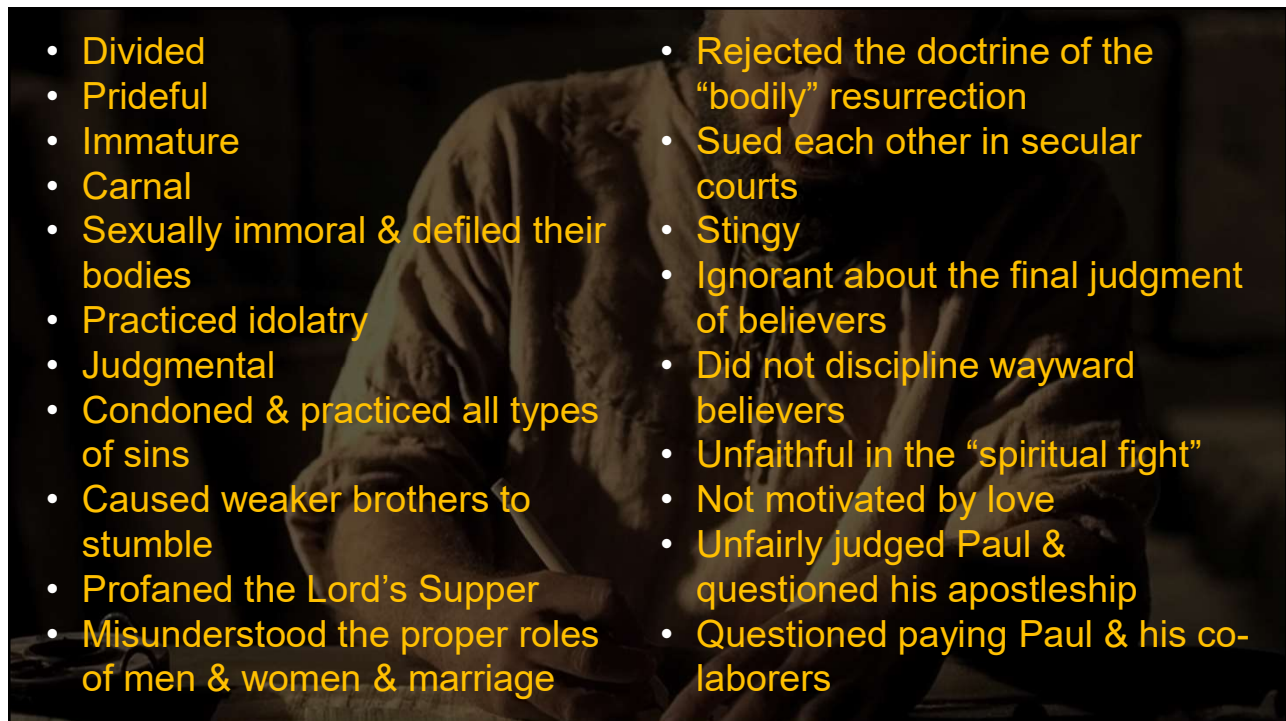 • Divided
• Prideful
• Immature
• Carnal
• Sexually immoral & defiled their
bodies
• Practiced idolatry
• Judgmental
• Condoned & practiced all types
of sins
• Caused weaker brothers to
stumble
• Profaned the Lord’s Supper
• Misunderstood the proper roles
of men & women & marriage
• Rejected the doctrine of the
“bodily” resurrection
• Sued each other in secular
courts
• Stingy
• Ignorant about the final judgment
of believers
• Did not discipline wayward
believers
• Unfaithful in the “spiritual fight”
• Not motivated by love
• Unfairly judged Paul &
questioned his apostleship
• Questioned paying Paul & his co-
laborers